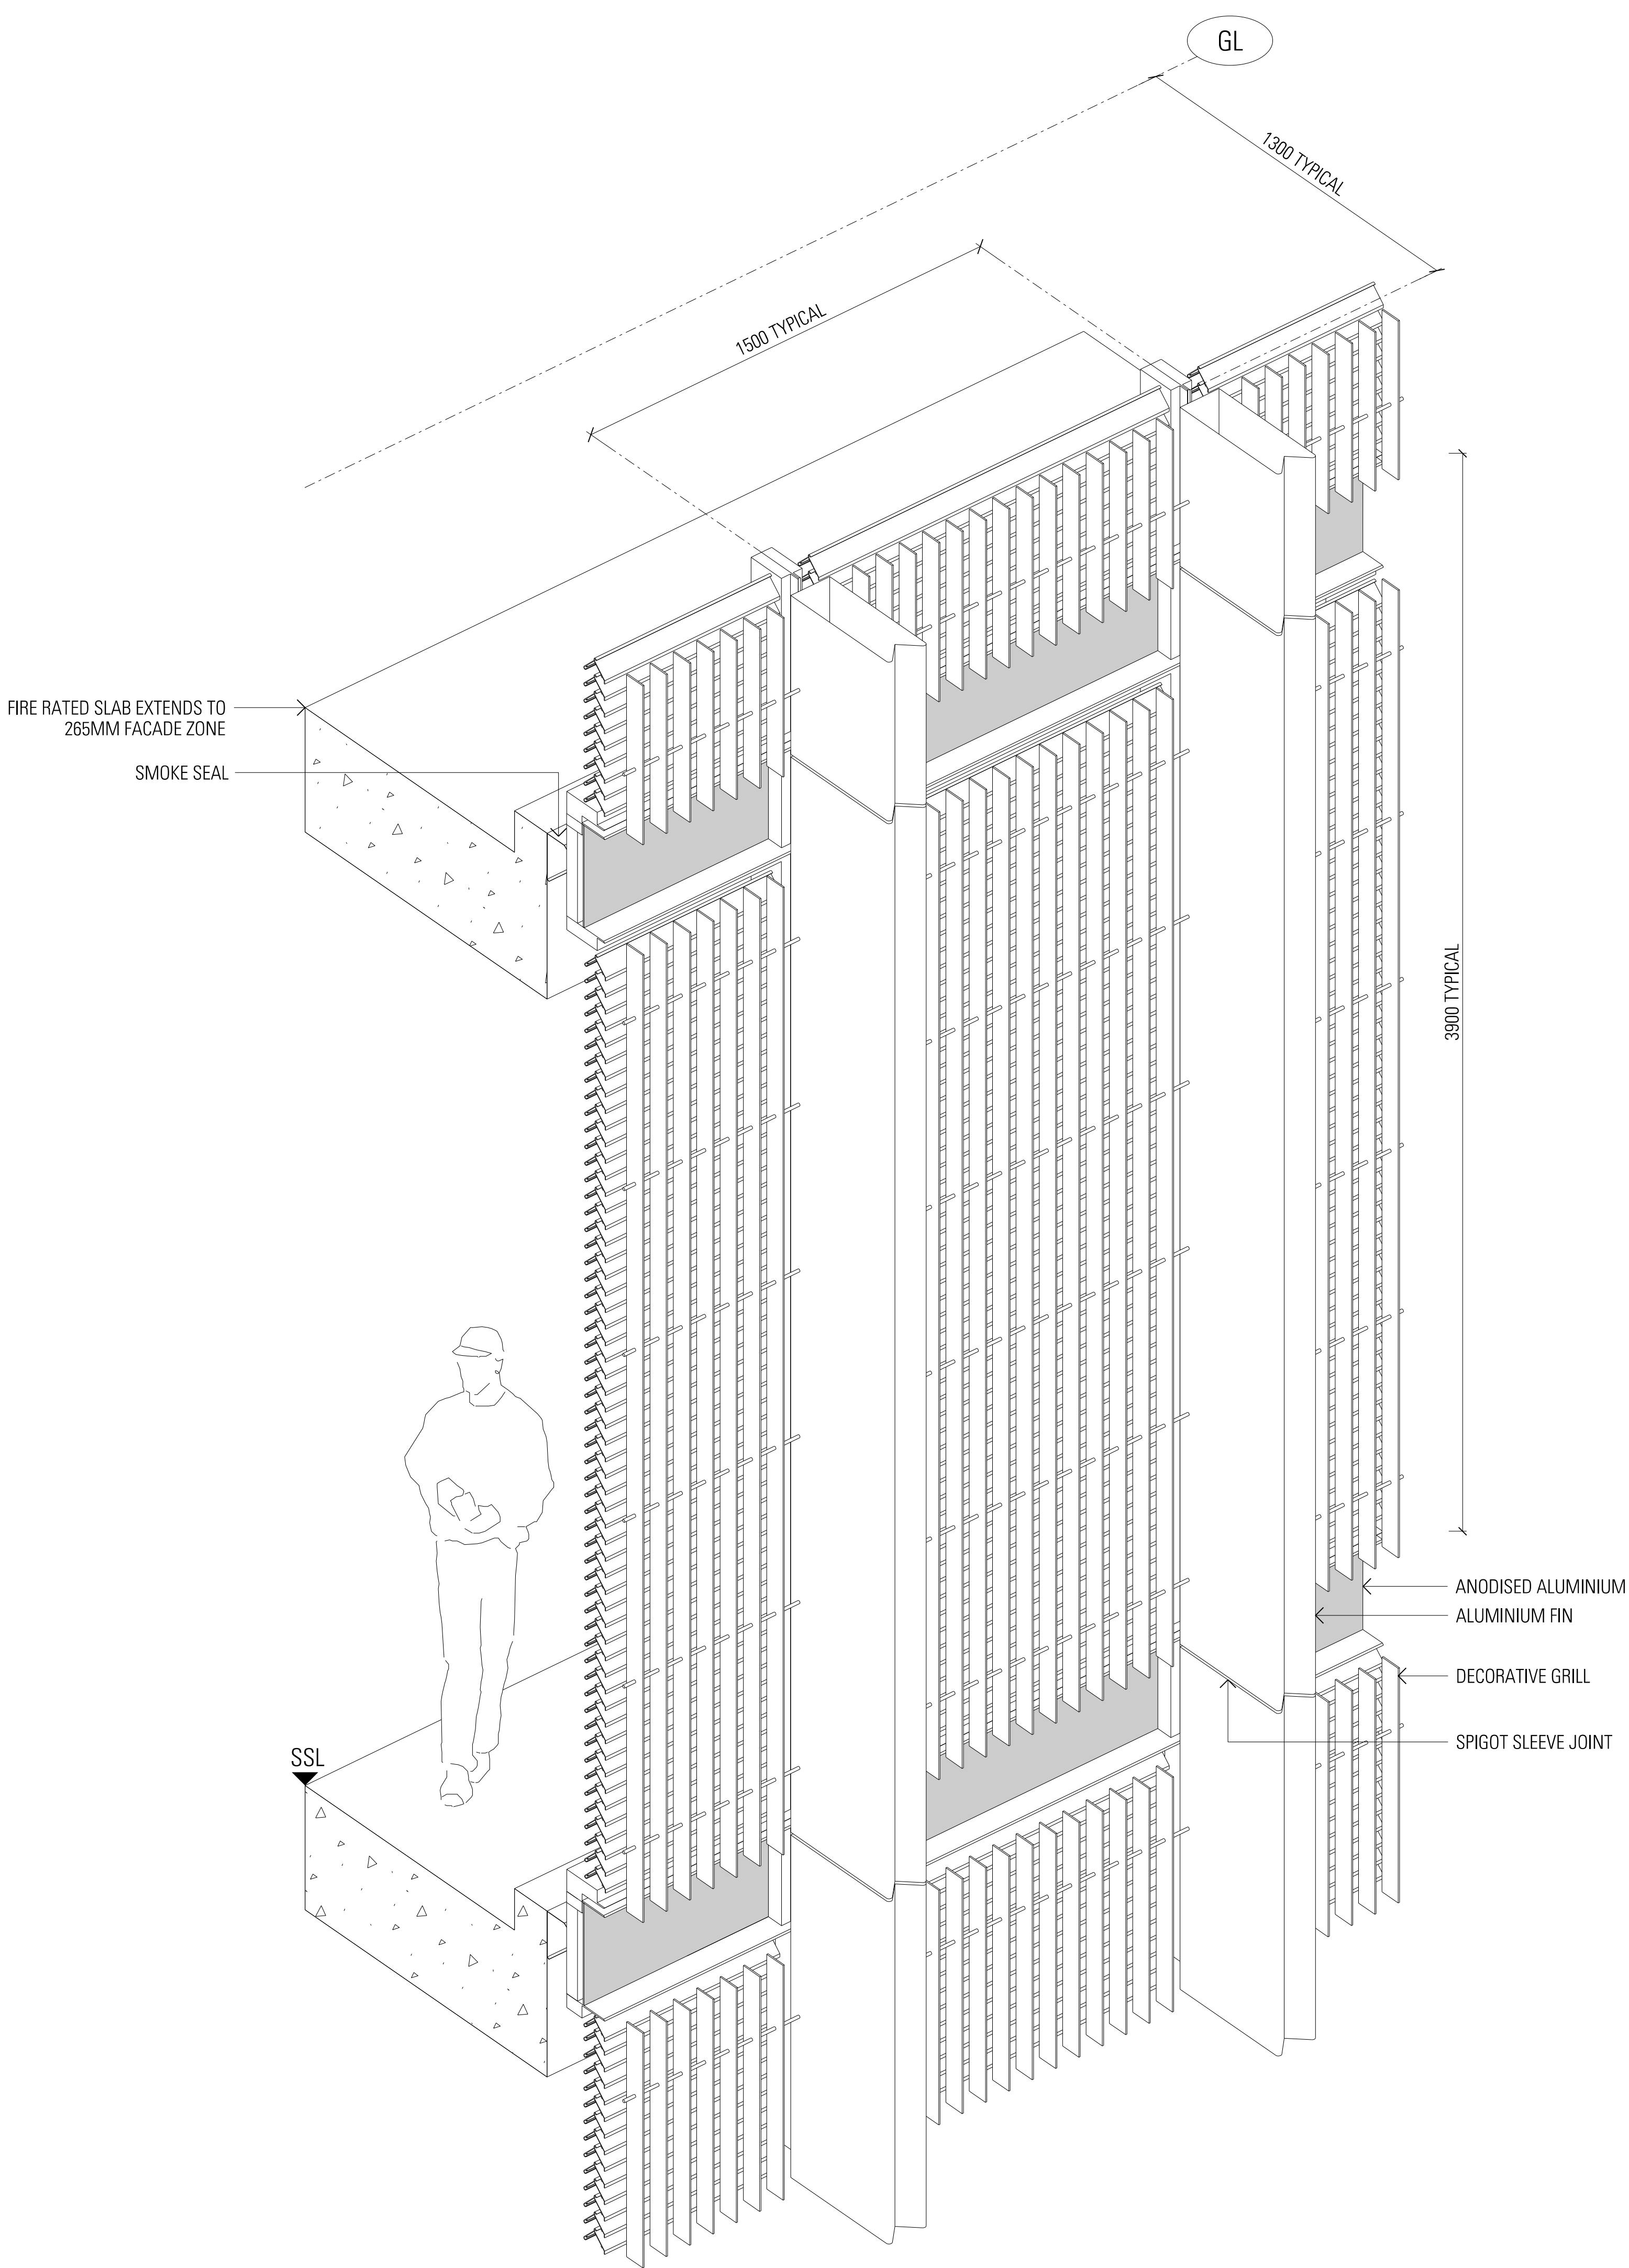 GL
1300 TYPICAL
1500 TYPICAL
FIRE RATED SLAB EXTENDS TO
265MM FACADE ZONE
SMOKE SEAL
3900 TYPICAL
ANODISED ALUMINIUM
ALUMINIUM FIN
DECORATIVE GRILL
SPIGOT SLEEVE JOINT
SSL